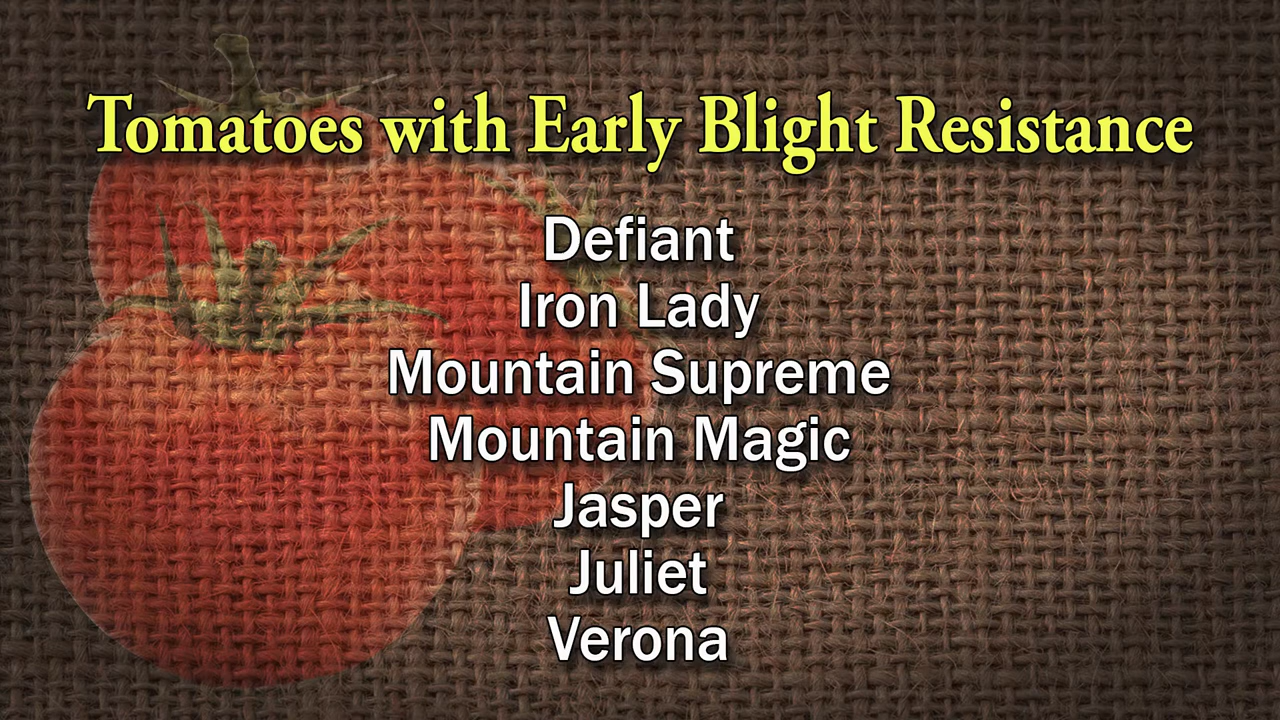 Tomatoes with Early Blight Resistance
Defiant
Iron Lady
Mountain Supreme
Mountain Magic
Jasper
Juliet
Verona